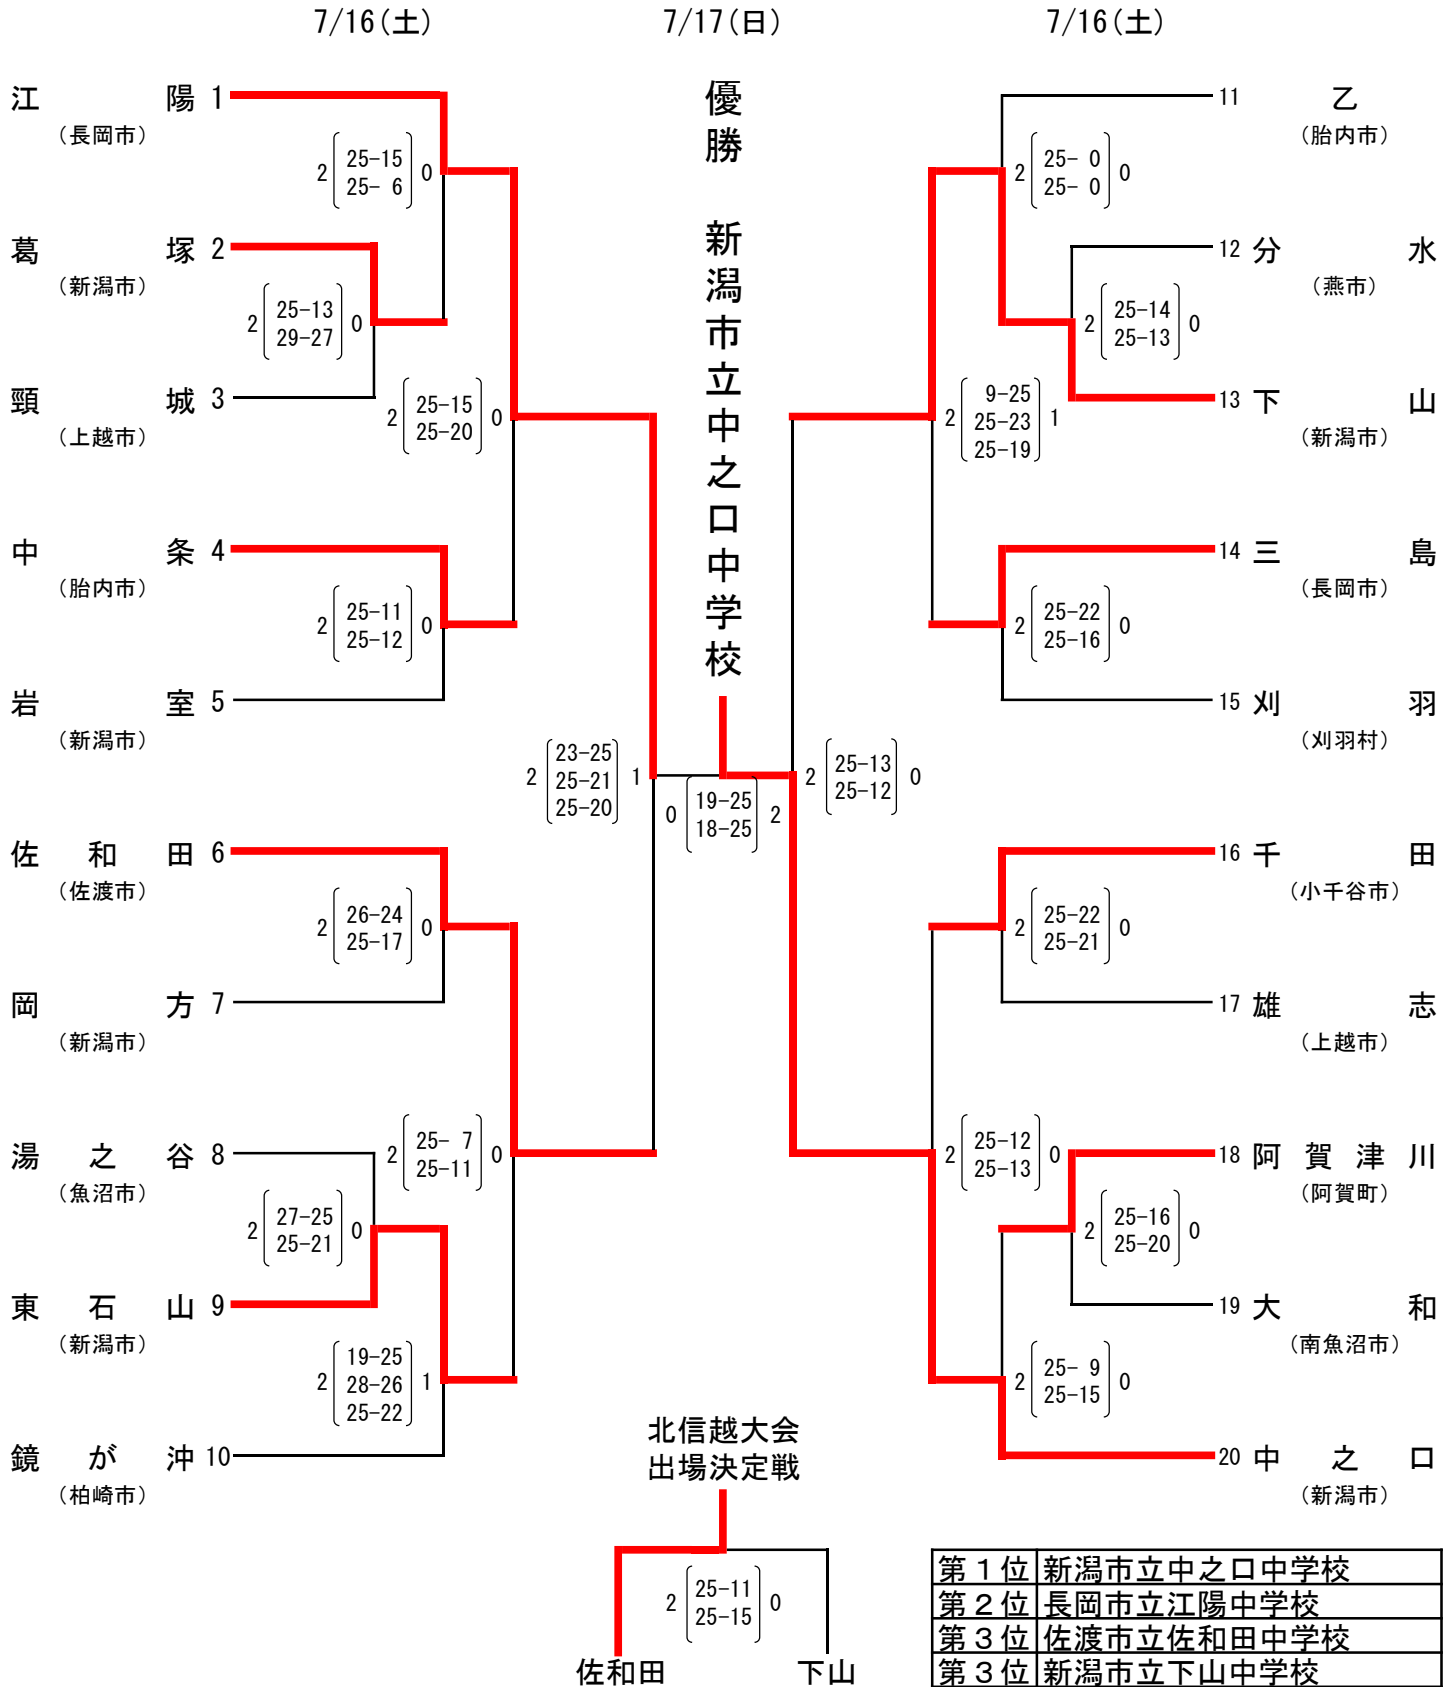 7/16(土)
7/17(日)
7/16(土)
優勝　新潟市立中之口中学校
江陽 1
（長岡市）
2 25-15 0
25- 6
葛塚 2
（新潟市）
2 25-13 0
29-27
頸城 3
（上越市）
2 25-15 0
25-20
中条 4
（胎内市）
2 25-11 0
25-12
岩室 5
（新潟市）
2 23-25 1
25-21
25-20
佐和田 6
（佐渡市）
2 26-24 0
25-17
岡方 7
（新潟市）
湯之谷 8
（魚沼市）
2 25- 7 0
25-11
2 27-25 0
25-21
東石山 9
（新潟市）
2 19-25 1
28-26
25-22
鏡が沖 10
（柏崎市）
0 19-25 2
18-25
11 乙
（胎内市）
2 25- 0 0
25- 0
12 分水
（燕市）
2 25-14 0
25-13
13 下山
（新潟市）
2 9-25 1
25-23
25-19
14 三島
（長岡市）
2 25-22 0
25-16
15 刈羽
（刈羽村）
2 25-13 0
25-12
16 千田
（小千谷市）
2 25-22 0
25-21
17 雄志
（上越市）
2 25-12 0
25-13
18 阿賀津川
（阿賀町）
2 25-16 0
25-20
19 大和
（南魚沼市）
2 25- 9 0
25-15
20 中之口
（新潟市）
北信越大会
出場決定戦
2 25-11 0
25-15
佐和田 下山
第１位 新潟市立中之口中学校
第２位 長岡市立江陽中学校
第３位 佐渡市立佐和田中学校
第３位 新潟市立下山中学校